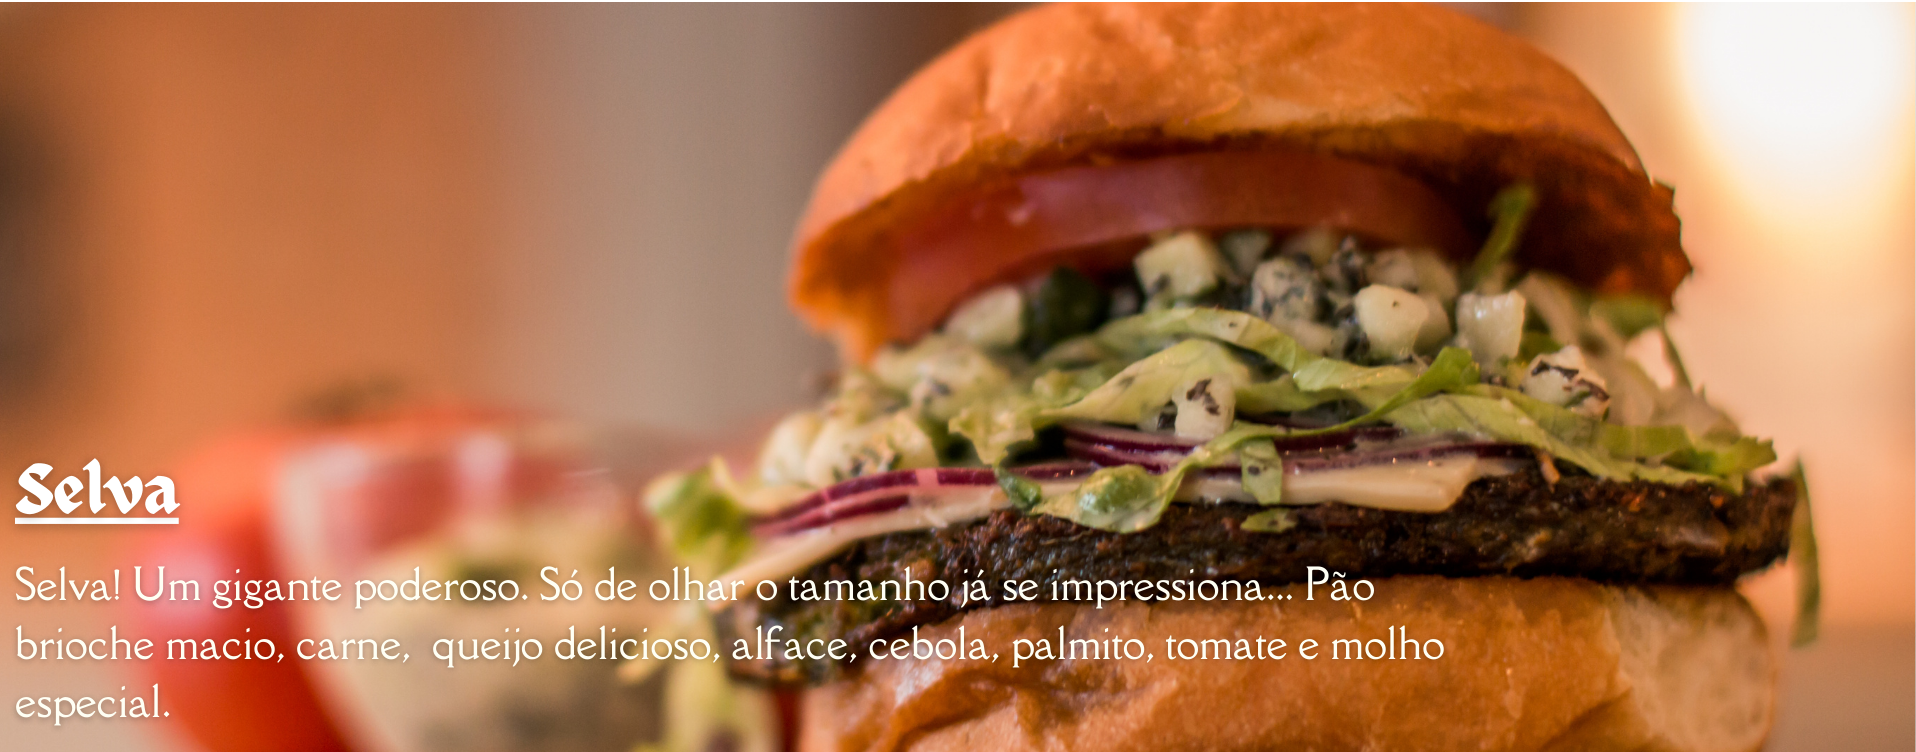 Selva
Selva! Um gigante poderoso. Só de olhar o tamanho já se impressiona... Pão
brioche macio, carne,  queijo delicioso, alface, cebola, palmito, tomate e molho
especial.